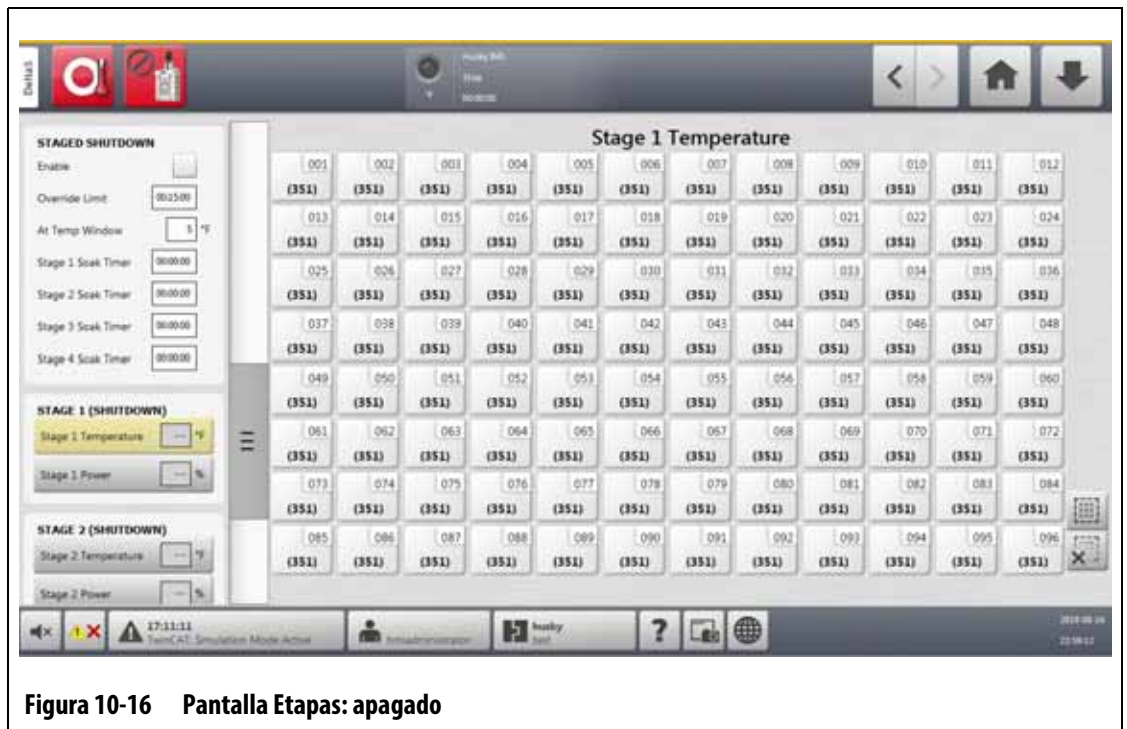 DeltaS
husky
00:00:00
STAGED SHUTDOWN
Enable
Override Limit 00:15:00
At Temp Window 5 °F
Stage 1 Soak Timer 00:00:00
Stage 2 Soak Timer 00:00:00
Stage 3 Soak Timer 00:00:00
Stage 4 Soak Timer 00:00:00
STAGE 1 (SHUTDOWN)
Stage 1 Temperature -- °F
Stage 1 Power -- %
STAGE 2 (SHUTDOWN)
Stage 2 Temperature -- °F
Stage 2 Power -- %
Stage 1 Temperature
001 002 003 004 005 006 007 008 009 010 011 012
(351) (351) (351) (351) (351) (351) (351) (351) (351) (351) (351) (351)
013 014 015 016 017 018 019 020 021 022 023 024
(351) (351) (351) (351) (351) (351) (351) (351) (351) (351) (351) (351)
025 026 027 028 029 030 031 032 033 034 035 036
(351) (351) (351) (351) (351) (351) (351) (351) (351) (351) (351) (351)
037 038 039 040 041 042 043 044 045 046 047 048
(351) (351) (351) (351) (351) (351) (351) (351) (351) (351) (351) (351)
049 050 051 052 053 054 055 056 057 058 059 060
(351) (351) (351) (351) (351) (351) (351) (351) (351) (351) (351) (351)
061 062 063 064 065 066 067 068 069 070 071 072
(351) (351) (351) (351) (351) (351) (351) (351) (351) (351) (351) (351)
073 074 075 076 077 078 079 080 081 082 083 084
(351) (351) (351) (351) (351) (351) (351) (351) (351) (351) (351) (351)
085 086 087 088 089 090 091 092 093 094 095 096
(351) (351) (351) (351) (351) (351) (351) (351) (351) (351) (351) (351)
17:11:11
TwinCAT: Simulation Mode Active
hmiadministrator
husky
test
?
Figura 10-16 Pantalla Etapas: apagado